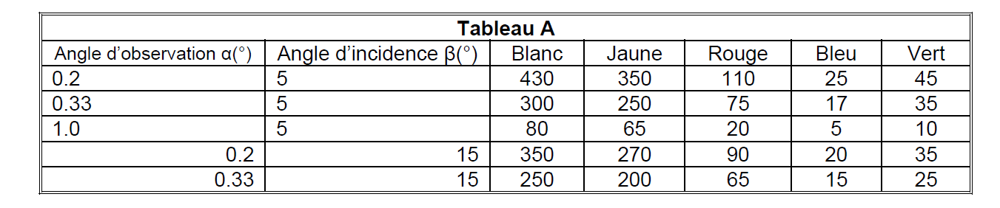 Tableau A
Angle d'observation α(°) Angle d'incidence β(°) Blanc Jaune Rouge Bleu Vert
0.2 5 430 350 110 25 45
0.33 5 300 250 75 17 35
1.0 5 80 65 20 5 10
0.2 15 350 270 90 20 35
0.33 15 250 200 65 15 25